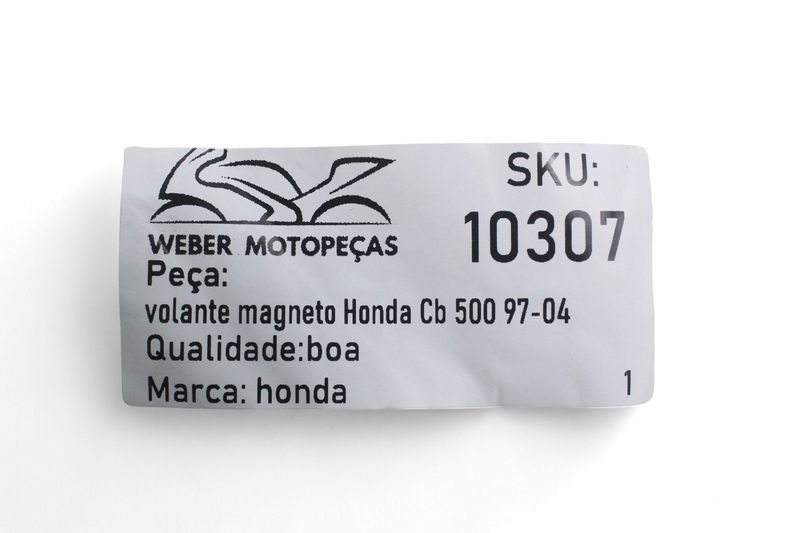 SKU:
10307
WEBER MOTOPEÇAS
Peça:
volante magneto Honda Cb 500 97-04
Qualidade:boa
Marca: honda
1